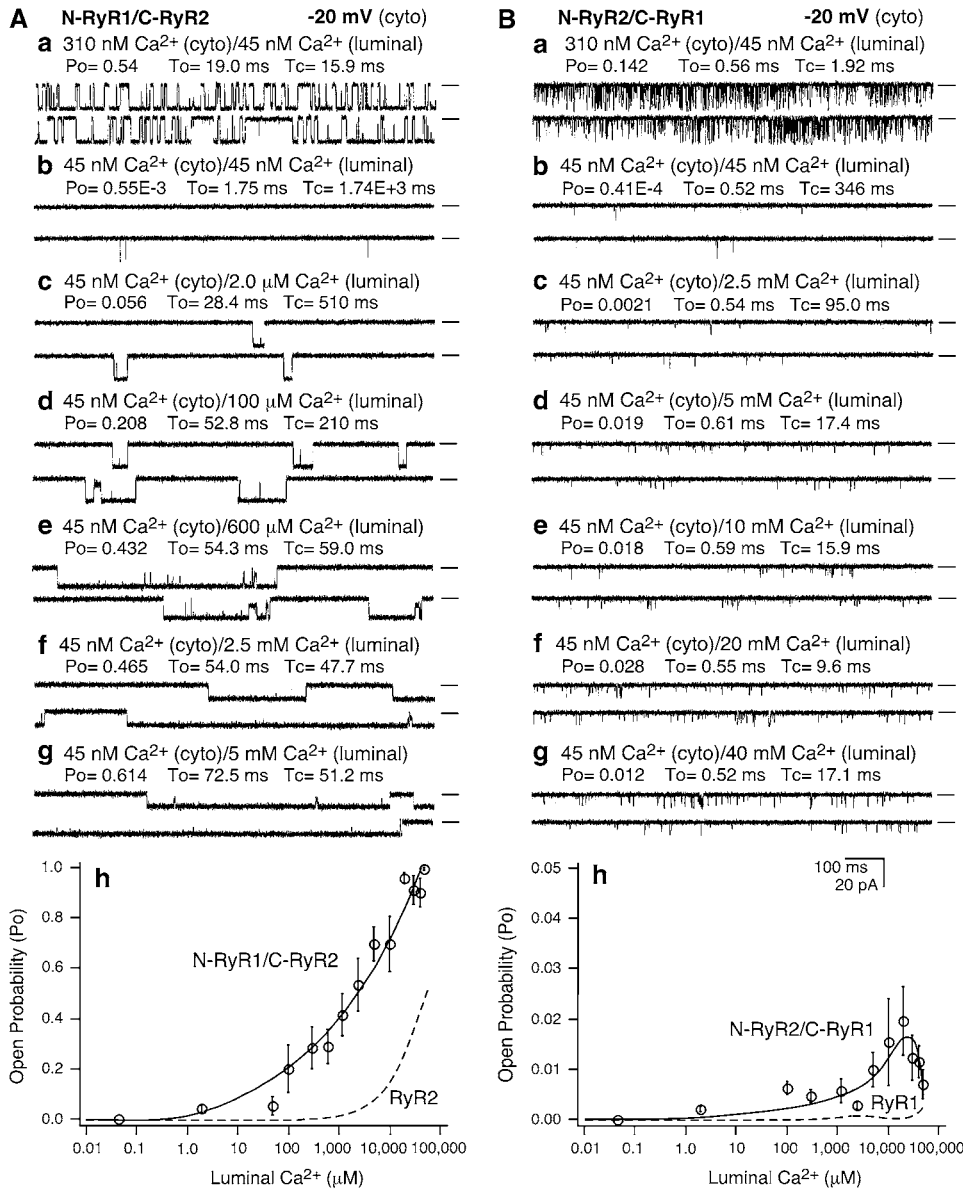 A N-RyR1/C-RyR2 -20 mV (cyto)
a 310 nM Ca²⁺ (cyto)/45 nM Ca²⁺ (luminal)
Po= 0.54 To= 19.0 ms Tc= 15.9 ms
b 45 nM Ca²⁺ (cyto)/45 nM Ca²⁺ (luminal)
Po= 0.55E-3 To= 1.75 ms Tc= 1.74E+3 ms
c 45 nM Ca²⁺ (cyto)/2.0 μM Ca²⁺ (luminal)
Po= 0.056 To= 28.4 ms Tc= 510 ms
d 45 nM Ca²⁺ (cyto)/100 μM Ca²⁺ (luminal)
Po= 0.208 To= 52.8 ms Tc= 210 ms
e 45 nM Ca²⁺ (cyto)/600 μM Ca²⁺ (luminal)
Po= 0.432 To= 54.3 ms Tc= 59.0 ms
f 45 nM Ca²⁺ (cyto)/2.5 mM Ca²⁺ (luminal)
Po= 0.465 To= 54.0 ms Tc= 47.7 ms
g 45 nM Ca²⁺ (cyto)/5 mM Ca²⁺ (luminal)
Po= 0.614 To= 72.5 ms Tc= 51.2 ms
h
Open Probability (Po)
1.0
0.8
0.6
0.4
0.2
0.0
N-RyR1/C-RyR2
RyR2
0.01 0.1 1.0 10 100 1000 10,000 100,000
Luminal Ca²⁺ (μM)
B N-RyR2/C-RyR1 -20 mV (cyto)
a 310 nM Ca²⁺ (cyto)/45 nM Ca²⁺ (luminal)
Po= 0.142 To= 0.56 ms Tc= 1.92 ms
b 45 nM Ca²⁺ (cyto)/45 nM Ca²⁺ (luminal)
Po= 0.41E-4 To= 0.52 ms Tc= 346 ms
c 45 nM Ca²⁺ (cyto)/2.5 mM Ca²⁺ (luminal)
Po= 0.0021 To= 0.54 ms Tc= 95.0 ms
d 45 nM Ca²⁺ (cyto)/5 mM Ca²⁺ (luminal)
Po= 0.019 To= 0.61 ms Tc= 17.4 ms
e 45 nM Ca²⁺ (cyto)/10 mM Ca²⁺ (luminal)
Po= 0.018 To= 0.59 ms Tc= 15.9 ms
f 45 nM Ca²⁺ (cyto)/20 mM Ca²⁺ (luminal)
Po= 0.028 To= 0.55 ms Tc= 9.6 ms
g 45 nM Ca²⁺ (cyto)/40 mM Ca²⁺ (luminal)
Po= 0.012 To= 0.52 ms Tc= 17.1 ms
h
100 ms
20 pA
Open Probability (Po)
0.05
0.04
0.03
0.02
0.01
0.00
N-RyR2/C-RyR1
RyR1
0.01 0.1 1.0 10 100 1000 10,000 100,000
Luminal Ca²⁺ (μM)